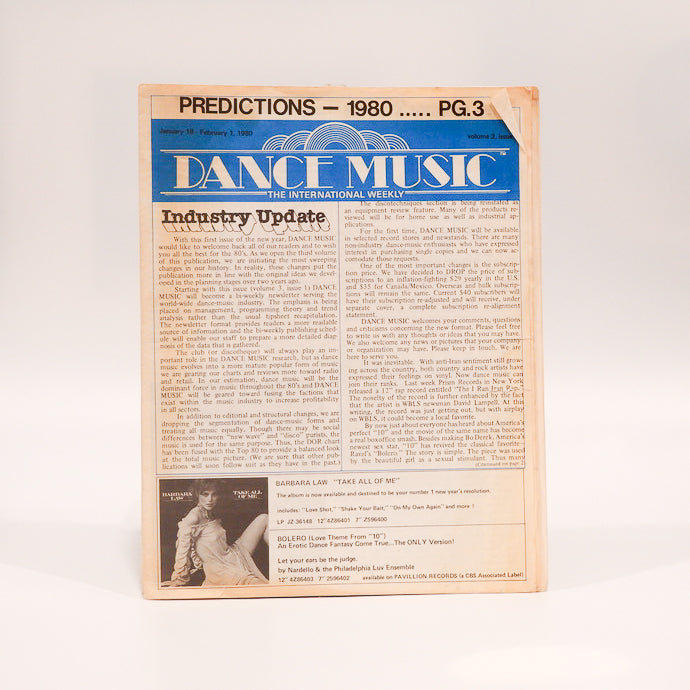 PREDICTIONS — 1980 ..... PG.3
January 18 - February 1, 1980
volume 3, issue
DANCE MUSIC™
THE INTERNATIONAL WEEKLY
Industry Update
With this first issue of the new year, DANCE MUSIC
would like to welcome back all of our readers and to wish
you all the best for the 80's. As we open the third volume
of this publication, we are initiating the most sweeping
changes in our history. In reality, these changes put the
publication more in line with the original ideas we devel-
oped in the planning stages over two years ago.
Starting with this issue (volume 3, issue 1) DANCE
MUSIC will become a bi-weekly newsletter serving the
world-wide dance-music industry. The emphasis is being
placed on management, programming theory and trend
analysis rather than the usual tipsheet recapitulation.
The newsletter format provides readers a more readable
source of information and the bi-weekly publishing sched-
ule will enable our staff to prepare a more detailed diag-
nosis of the data that is gathered.
The club (or discotheque) will always play an im-
portant role in the DANCE MUSIC research, but as dance
music evolves into a more mature popular form of music
we are gearing our charts and reviews more toward radio
and retail. In our estimation, dance music will be the
dominant force in music throughout the 80's and DANCE
MUSIC will be geared toward fusing the factions that
exist within the music industry to increase profitability
in all sectors.
In addition to editorial and structural changes, we are
dropping the segmentation of dance-music forms and
treating all music equally. Though there may be social
differences between "new wave" and "disco" purists, the
music is used for the same purpose. Thus, the DOR chart
has been fused with the Top 80 to provide a balanced look
at the total music picture. (We are sure that other pub-
lications will soon follow suit as they have in the past.)
The discotechniques section is being reinstated as
an equipment review feature. Many of the products re-
viewed will be for home use as well as industrial ap-
plications.
For the first time, DANCE MUSIC will be available
in selected record stores and newstands. There are many
non-industry dance-music enthusiasts who have expressed
interest in purchasing single copies and we can now ac-
comodate those requests.
One of the most important changes is the subscrip-
tion price. We have decided to DROP the price of sub-
scriptions to an inflation-fighting $29 yearly in the U.S.
and $35 for Canada/Mexico. Overseas and bulk subscrip-
tions will remain the same. Current $40 subscribers will
have their subscription re-adjusted and will receive, under
separate cover, a complete subscription re-alignment
statement.
DANCE MUSIC welcomes your comments, questions
and criticisms concerning the new format. Please feel free
to write us with any thoughts or ideas that you may have.
We also welcome any news or pictures that your company
or organization may have. Please keep in touch. We are
here to serve you.
It was inevitable. With anti-Iran sentiment still grow-
ing across the country, both country and rock artists have
expressed their feelings on vinyl. Now dance music can
join their ranks. Last week Prism Records in New York
released a 12" rap record entitled "The I Ran Iran Rap."
The novelty of the record is further enhanced by the fact
that the artist is WBLS newsman David Lampell. At this
writing, the record was just getting out, but with airplay
on WBLS, it could become a local favorite.
By now just about everyone has heard about America's
perfect "10" and the movie of the same name has become
a real boxoffice smash. Besides making Bo Derek, America's
newest sex star, "10" has revived the classical favorite -
Ravel's "Bolero." The story is simple. The piece was used
by the beautiful girl as a sexual stimulant. Thus many
(Continued on page
BARBARA LAW
TAKE ALL OF ME
BARBARA LAW "TAKE ALL OF ME"
The album is now available and destined to be your number 1 new year's resolution.
includes: "Love Shot," "Shake Your Bait," "On My Own Again" and more !
LP JZ-36148 12"4Z86401 7" ZS96400
BOLERO (Love Theme From "10")
An Erotic Dance Fantasy Come True...The ONLY Version!
Let your ears be the judge.
by Nardello & the Philadelphia Lux Ensemble
12" 4Z86403 7" ZS96402 available on PAVILLION RECORDS (a CBS Associated Label)